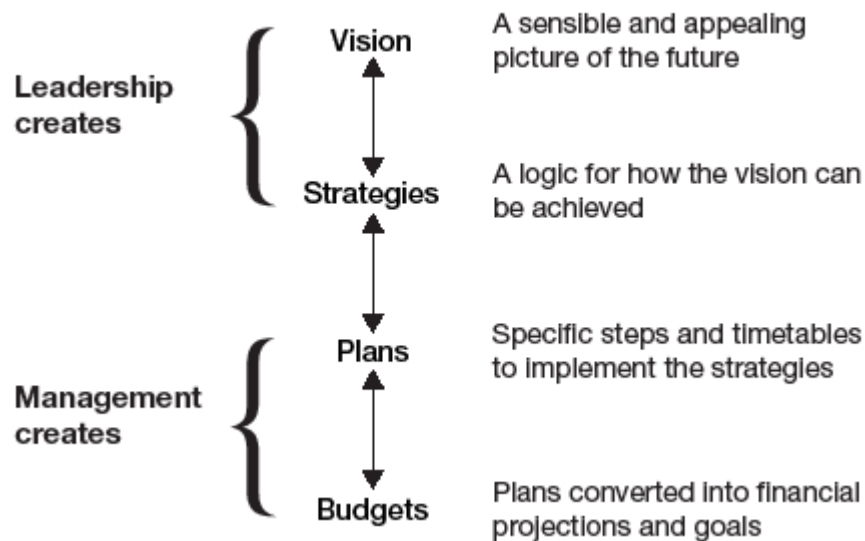 Vision
A sensible and appealing
picture of the future
Leadership
creates
Strategies
A logic for how the vision can
be achieved
Plans
Specific steps and timetables
to implement the strategies
Management
creates
Budgets
Plans converted into financial
projections and goals